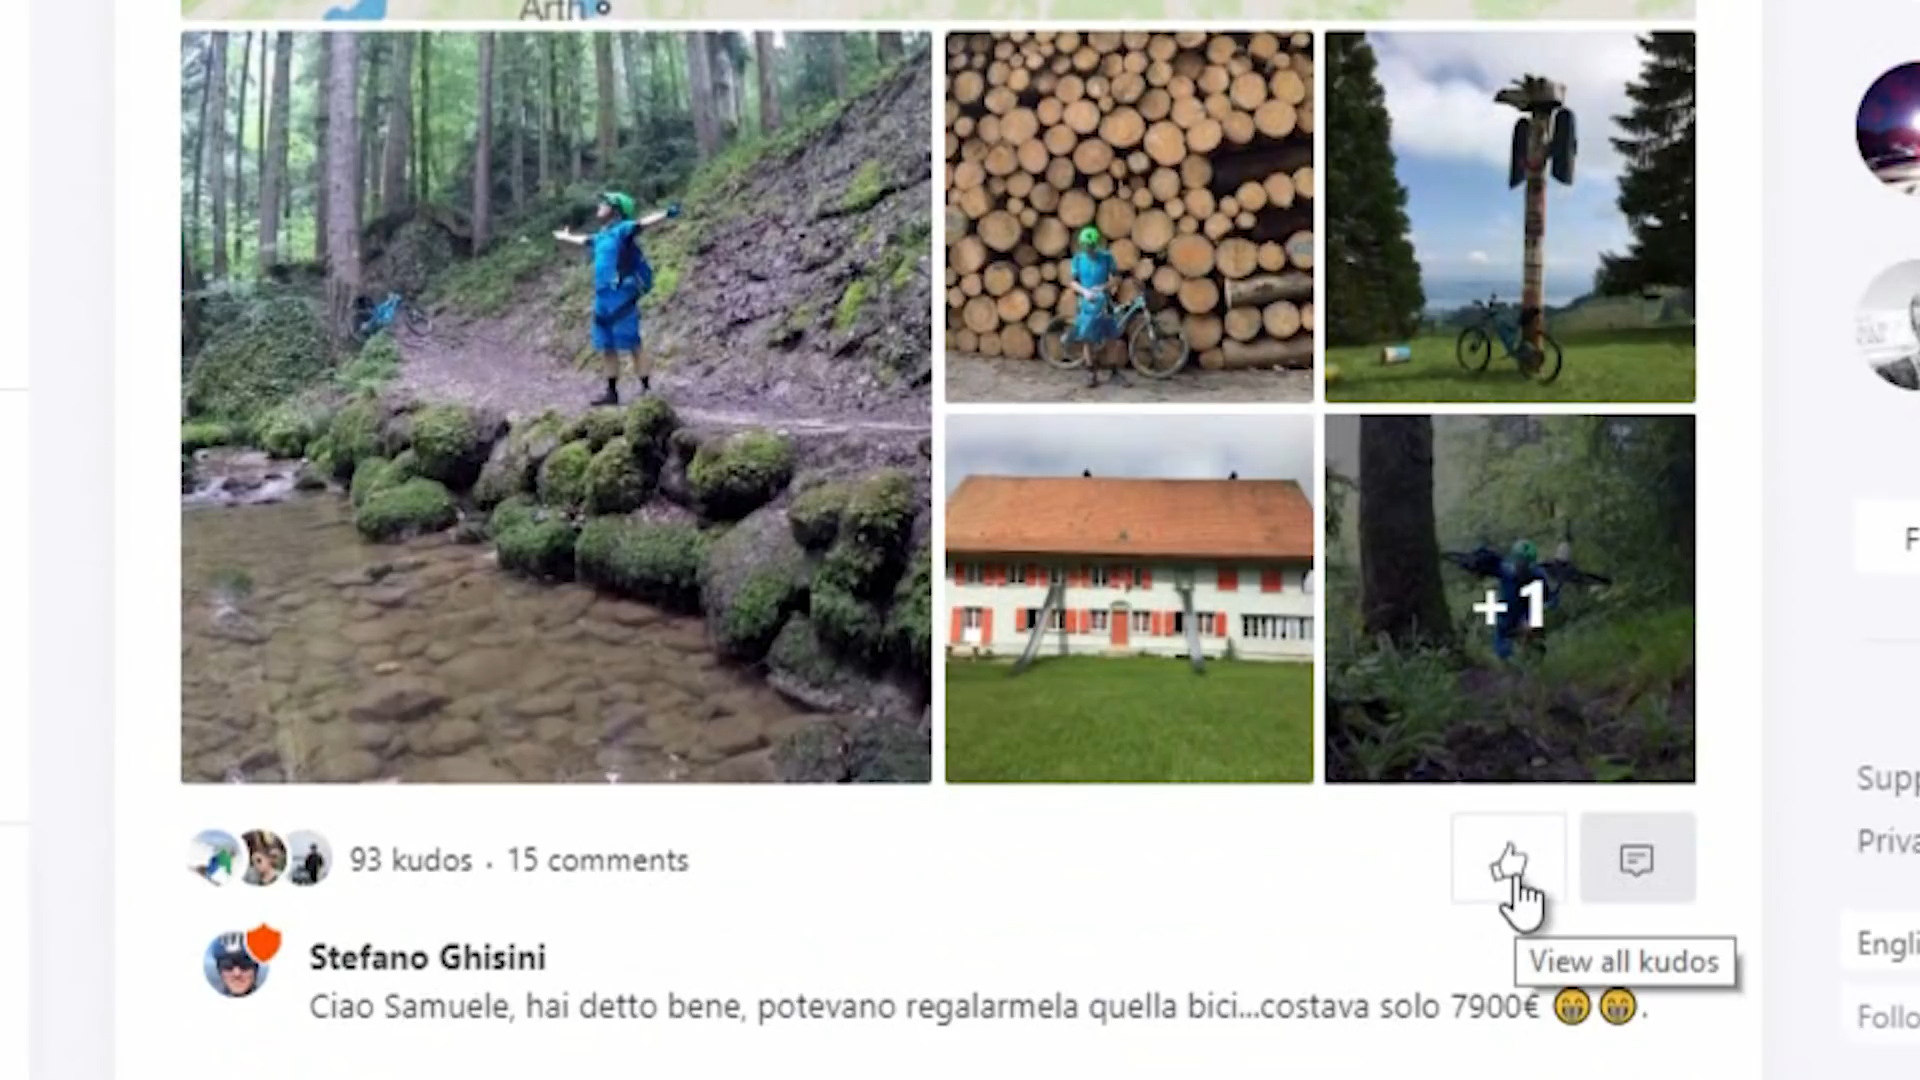 Arth
+1
93 kudos . 15 comments
View all kudos
Stefano Ghisini
Ciao Samuele, hai detto bene, potevano regalarmela quella bici...costava solo 7900€ 😁😁.
F
Supp
Priva
Engli
Follo